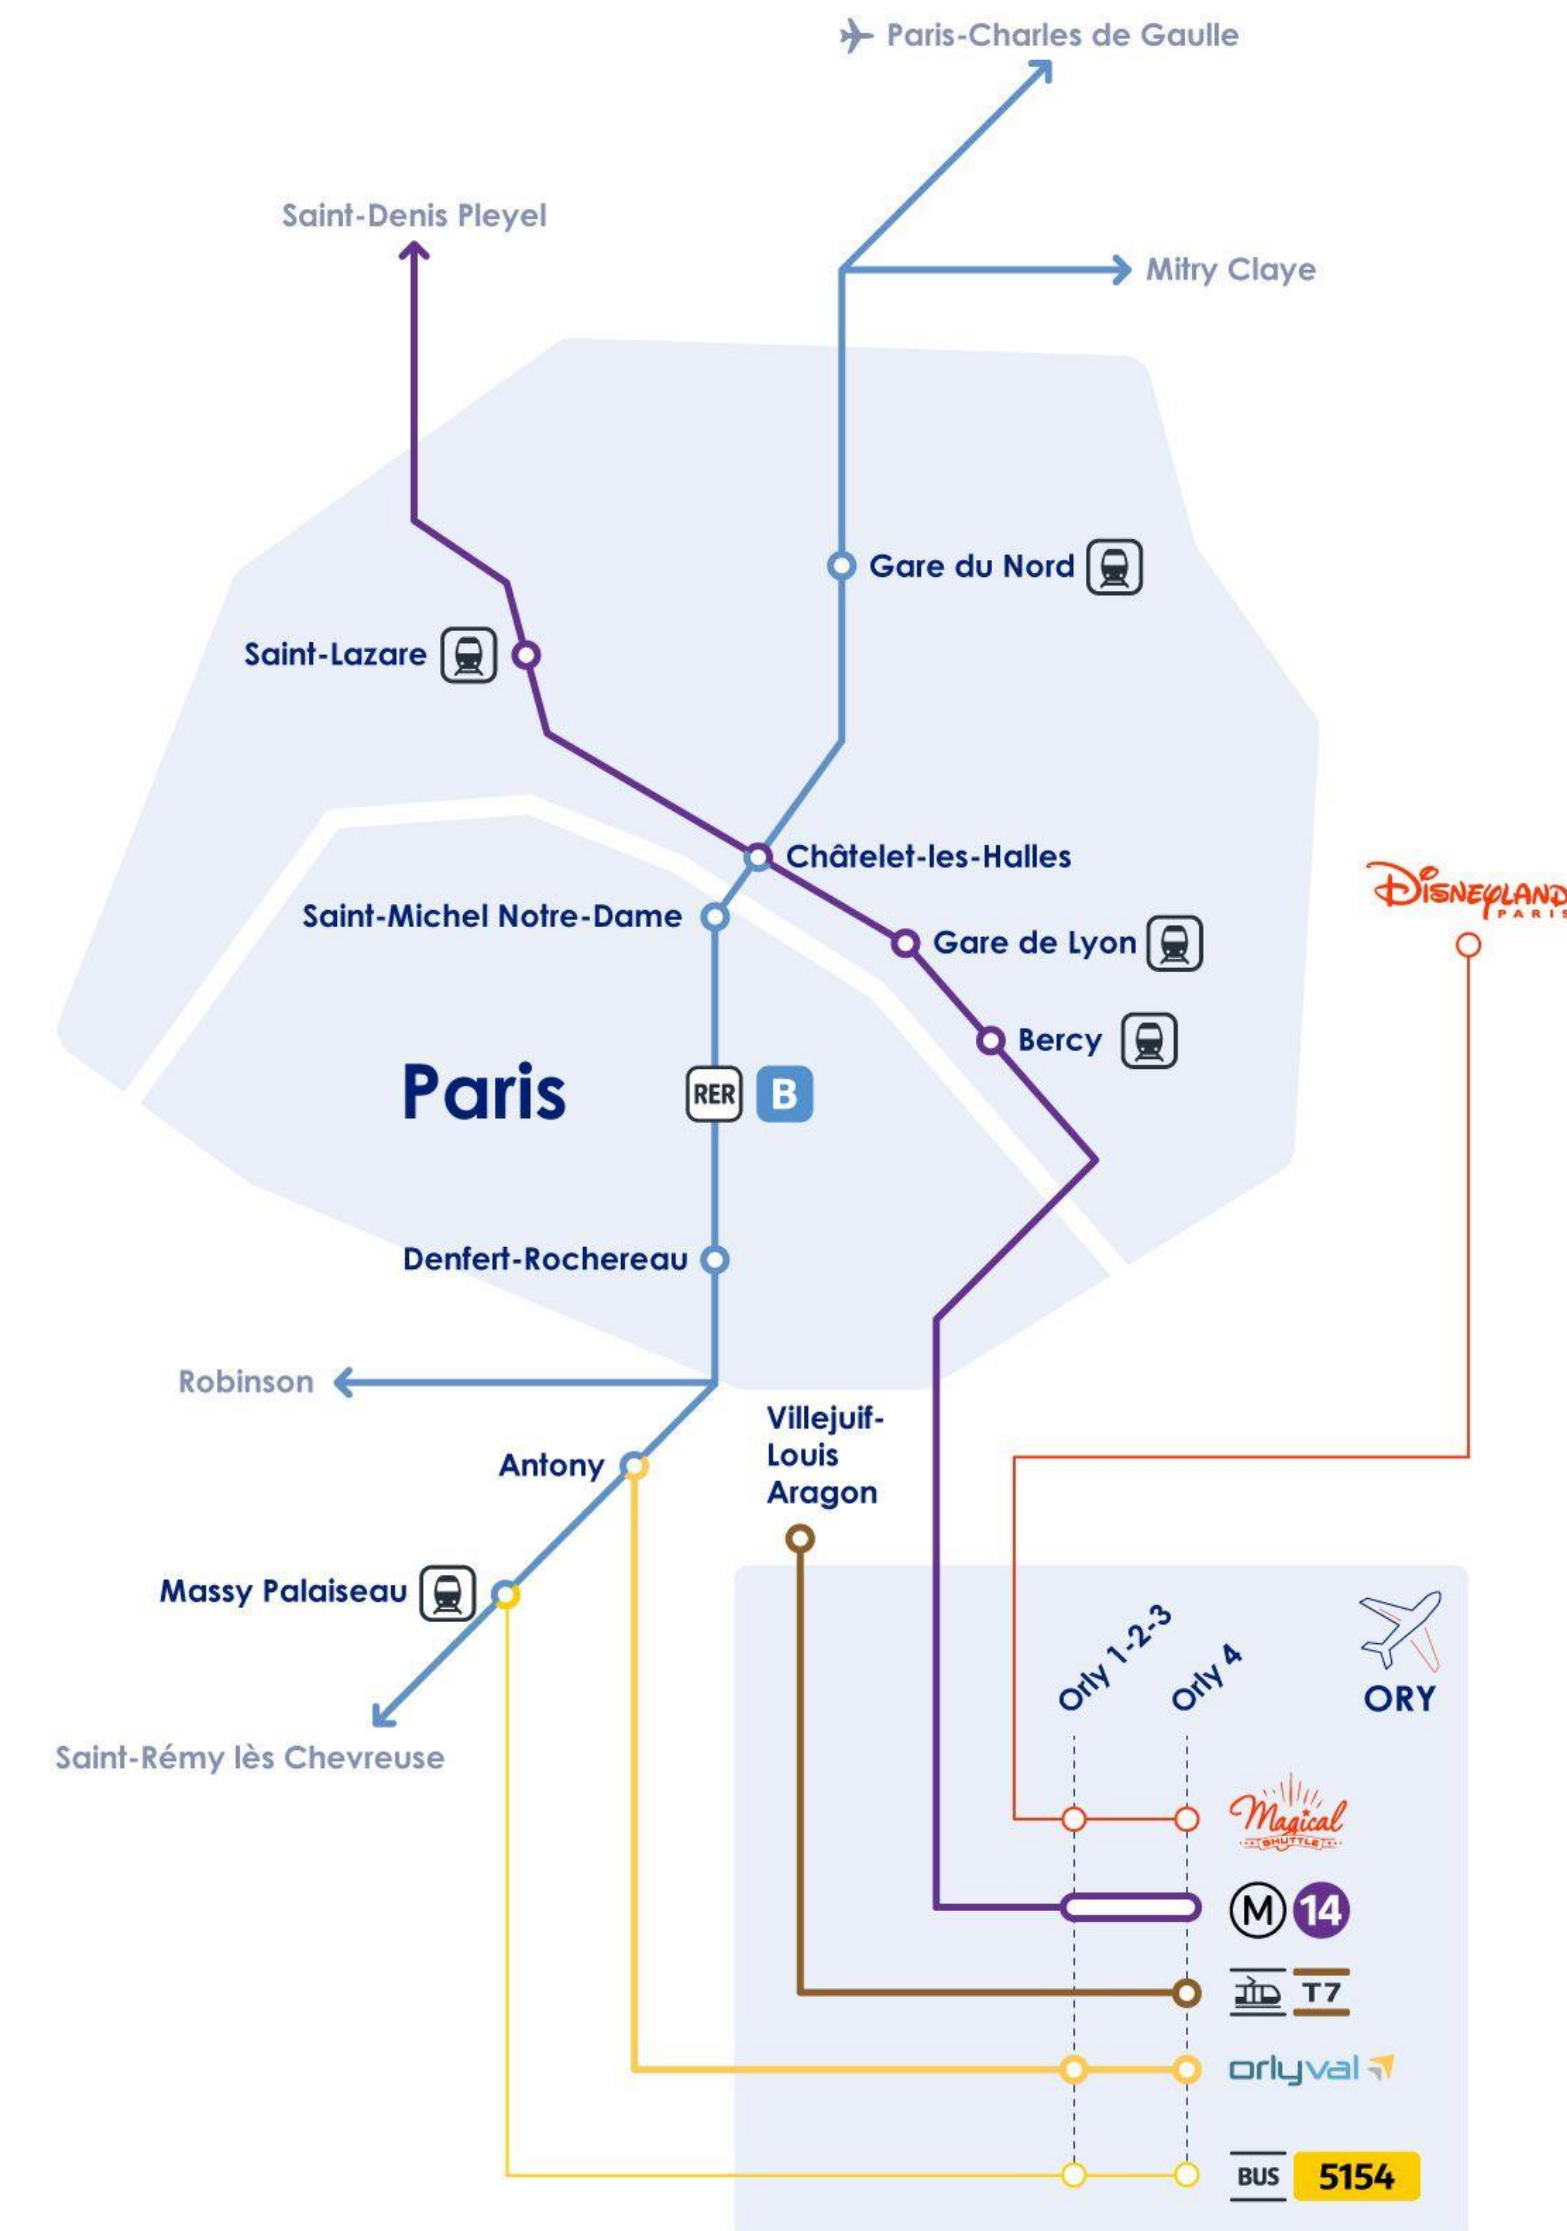 Paris-Charles de Gaulle
Saint-Denis Pleyel
Mitry Claye
Gare du Nord
Saint-Lazare
Châtelet-les-Halles
DISNEYLAND
PARIS
Saint-Michel Notre-Dame
Gare de Lyon
Bercy
Paris
RER B
Denfert-Rochereau
Robinson
Villejuif-
Louis
Aragon
Antony
Massy Palaiseau
Orly 1-2-3
Orly 4
ORY
Saint-Rémy lès Chevreuse
Magical
SHUTTLE
M 14
T7
orlyval
BUS 5154